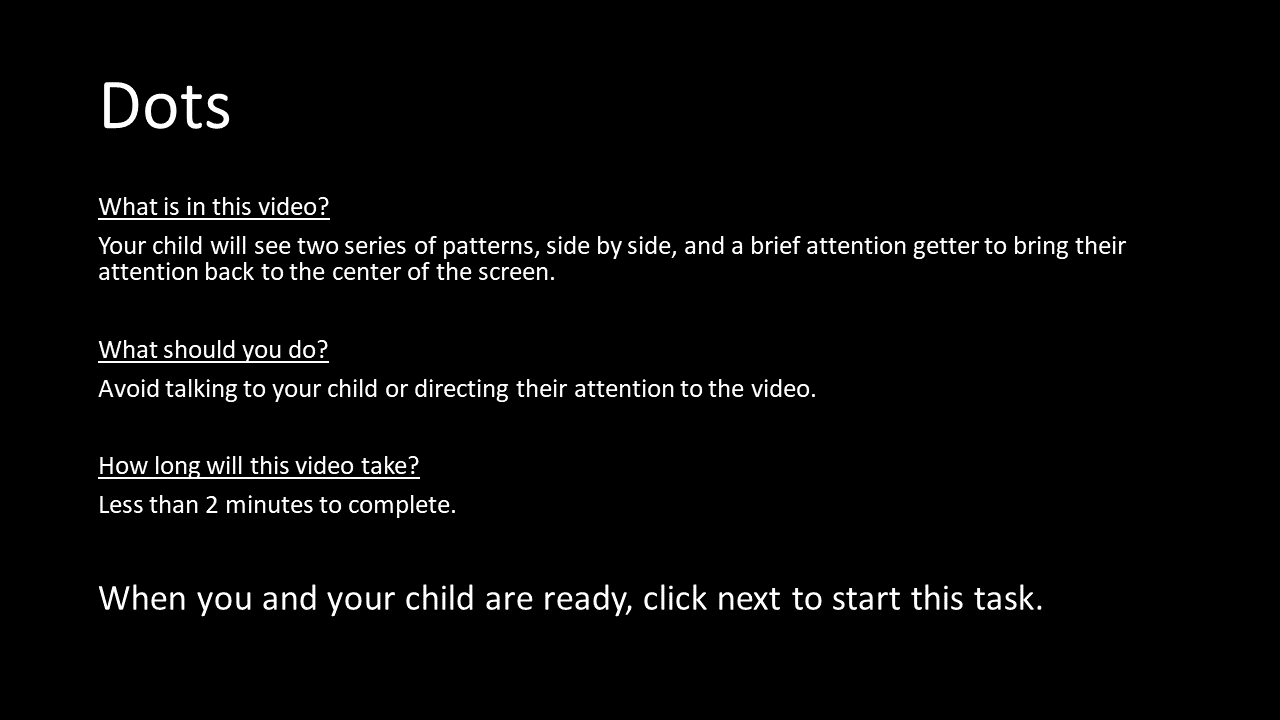 Dots
What is in this video?
Your child will see two series of patterns, side by side, and a brief attention getter to bring their
attention back to the center of the screen.
What should you do?
Avoid talking to your child or directing their attention to the video.
How long will this video take?
Less than 2 minutes to complete.
When you and your child are ready, click next to start this task.